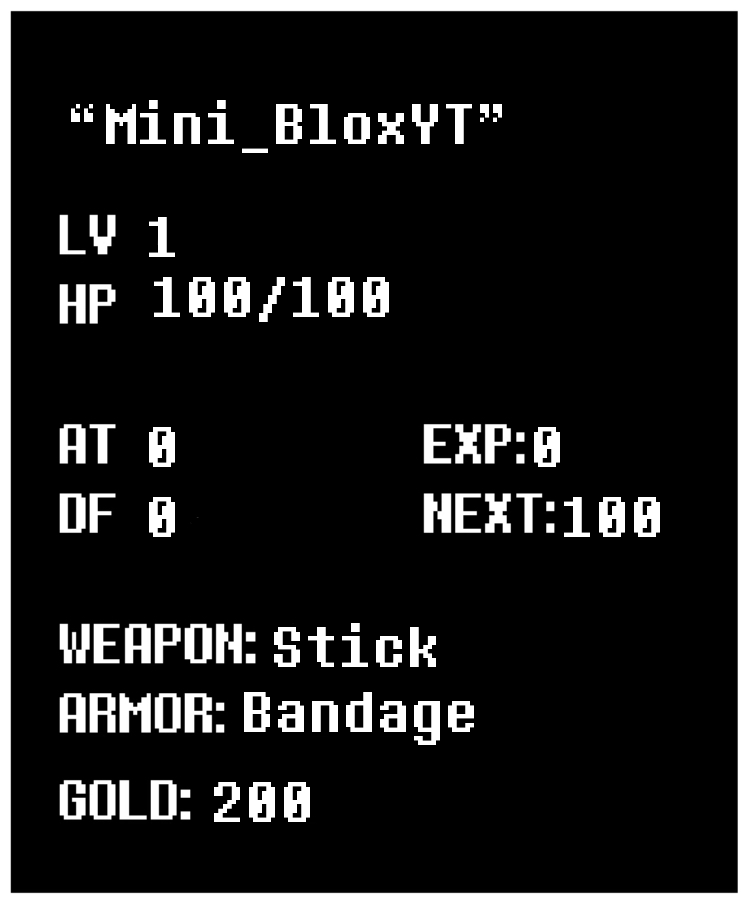 “Mini_BloxYT”
LV 1
HP 100/100
AT 0 EXP:0
DF 0 NEXT:100
WEAPON: Stick
ARMOR: Bandage
GOLD: 200